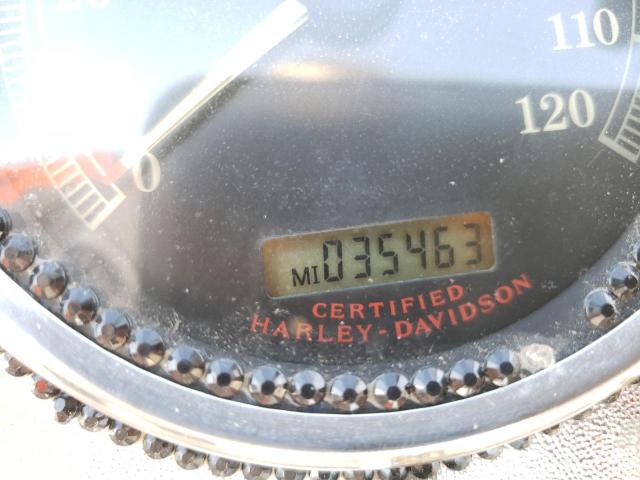 110
120
0
MI 035463
CERTIFIED
HARLEY-DAVIDSON